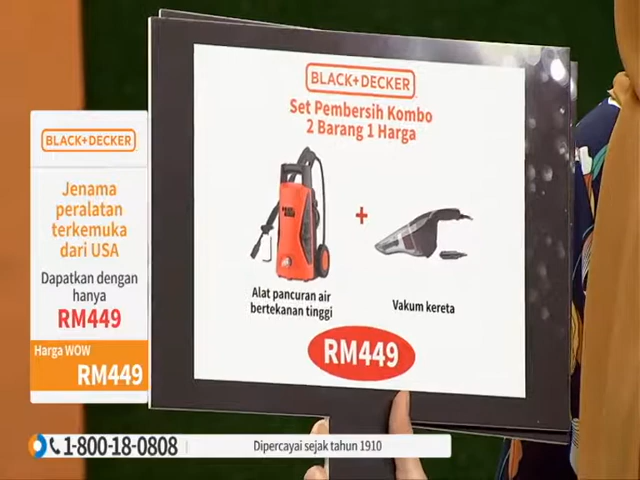 BLACK+DECKER
Set Pembersih Kombo
2 Barang 1 Harga
+
Alat pancuran air
bertekanan tinggi
Vakum kereta
RM449
BLACK+DECKER
Jenama
peralatan
terkemuka
dari USA
Dapatkan dengan
hanya
RM449
Harga WOW
RM449
1-800-18-0808
Dipercayai sejak tahun 1910